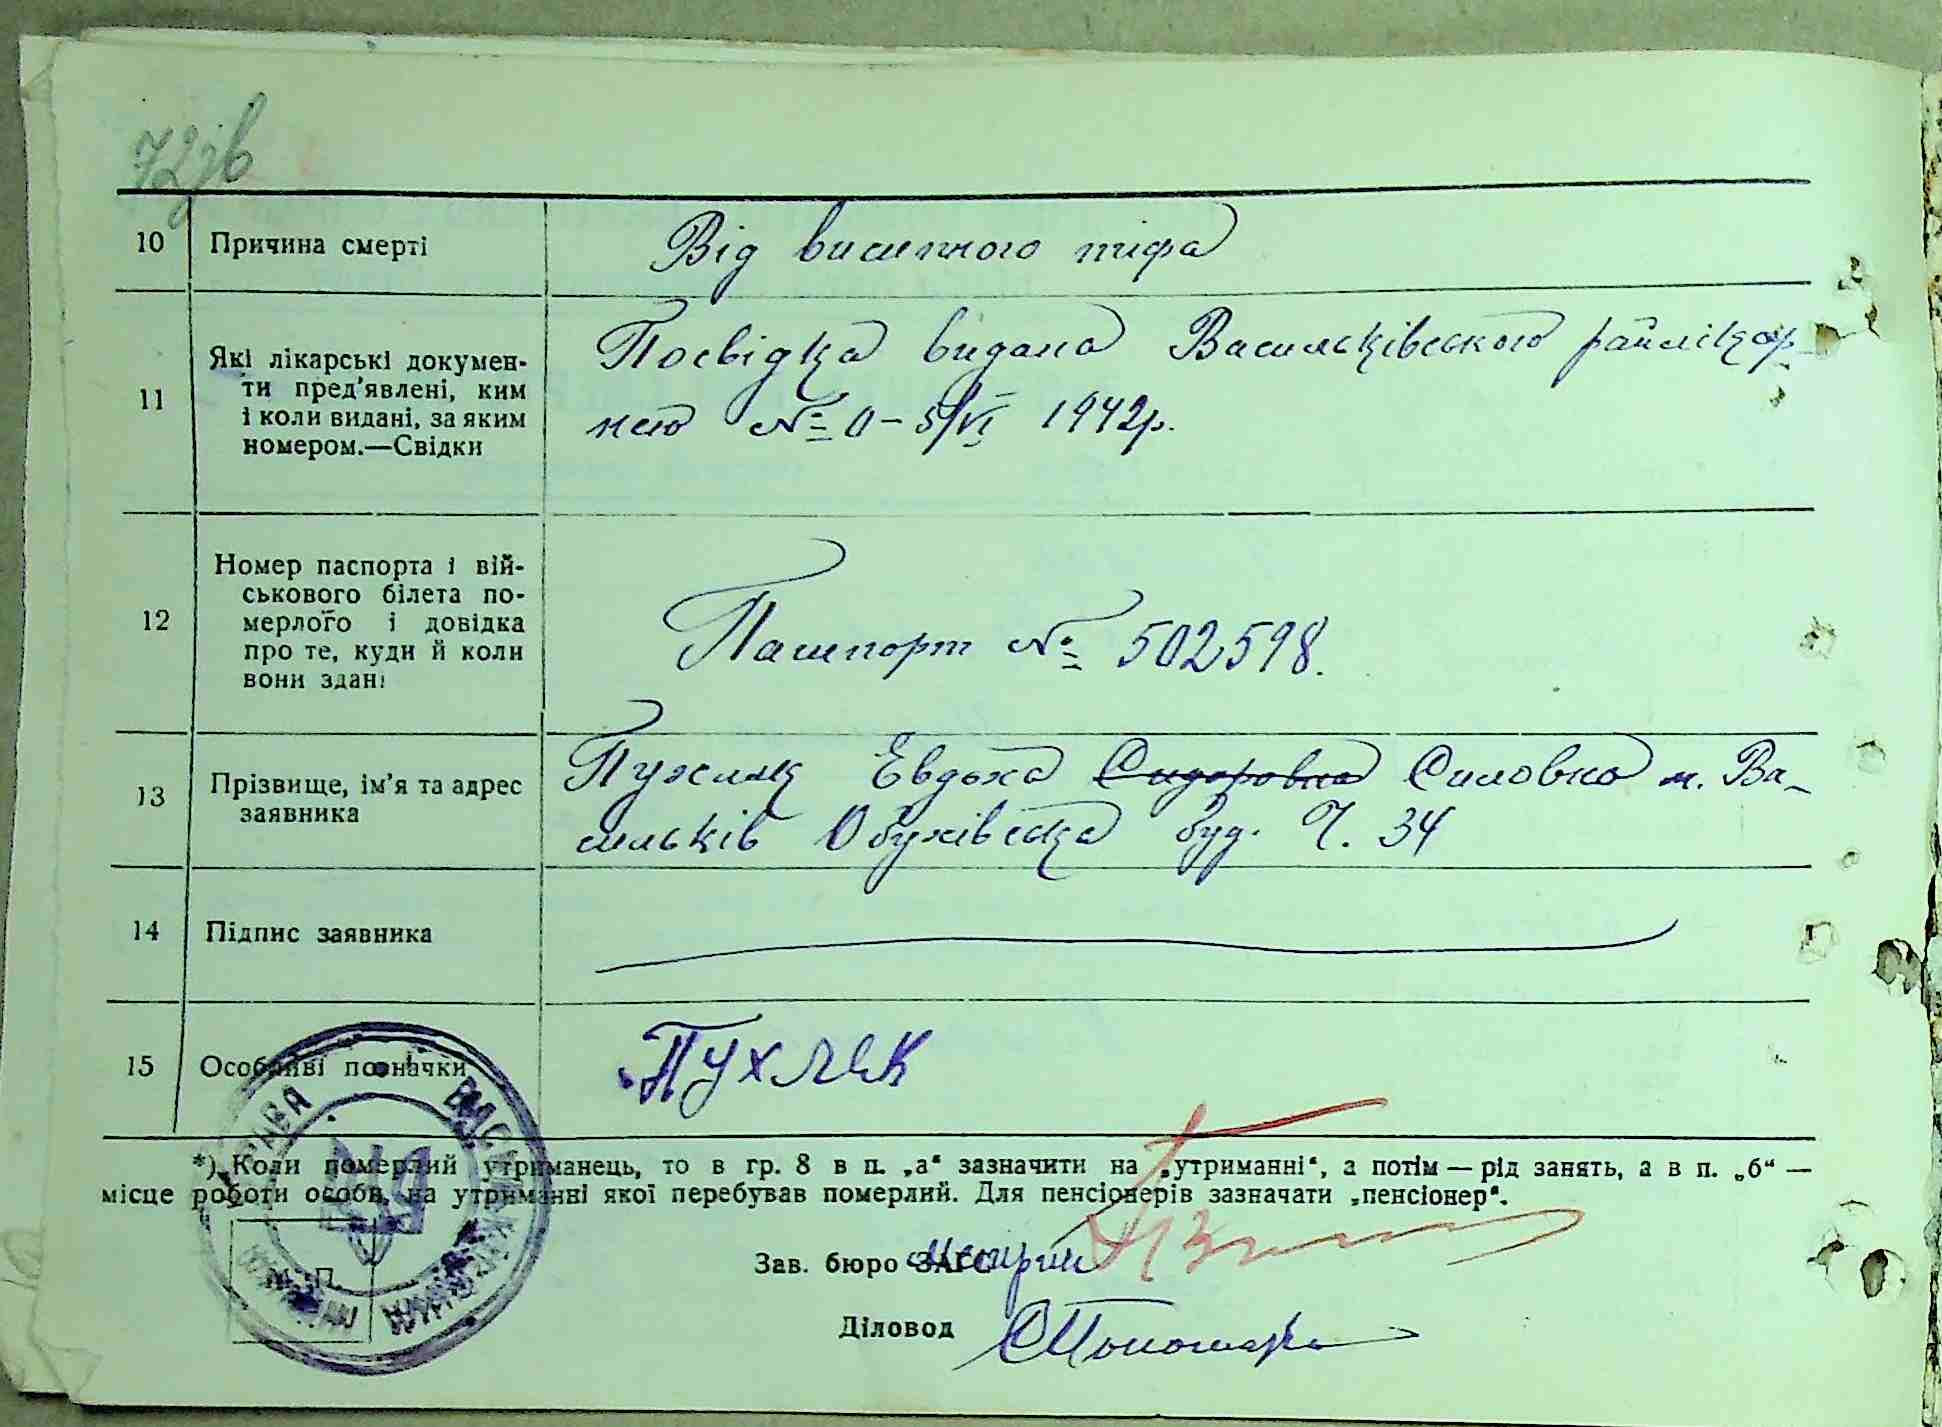 72зв
10 Причина смерті Від висипного тіфа
11 Які лікарські докумен-
ти пред'явлені, ким
і коли видані, за яким
номером.—Свідки
Посвідка видана Васильківського райлікар
нею № 0-5/VI 1942р.
12 Номер паспорта і вій-
ськового білета по-
мерлого і довідка
про те, куди й коли
вони здані
Пашпорт № 502598.
13 Прізвище, ім'я та адрес
заявника
Пухляк Евдоха Сидоровна Силовна м. Ва-
сильків Обухівська буд. Ч. 34
14 Підпис заявника
15 Особливі позначки Пухлек
*) Коли померлий утриманець, то в гр. 8 в п. „а" зазначити на „утриманні", а потім — рід занять, а в п. „б" —
місце роботи особи, на утриманні якої перебував померлий. Для пенсіонерів зазначати „пенсіонер".
М. П.
Зав. бюро ЗАГС
Діловод